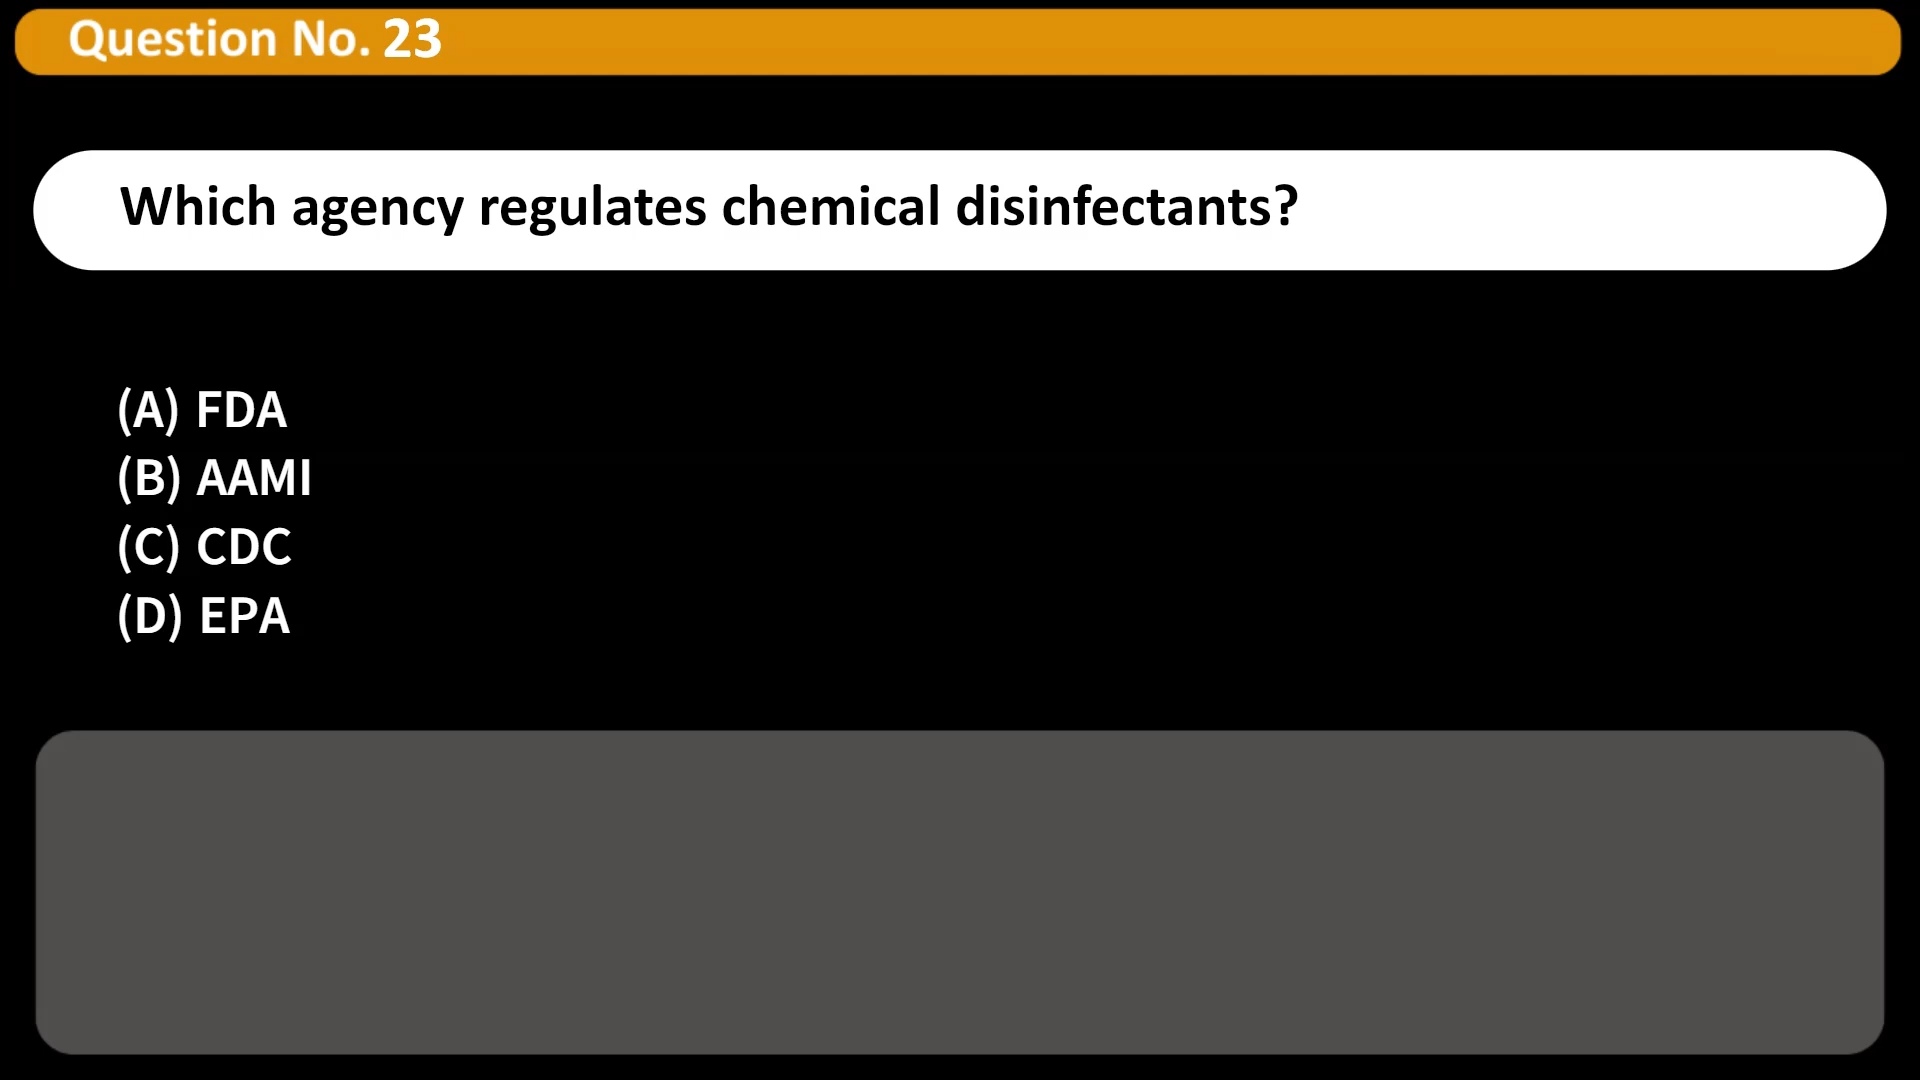 Question No. 23
Which agency regulates chemical disinfectants?
(A) FDA
(B) AAMI
(C) CDC
(D) EPA